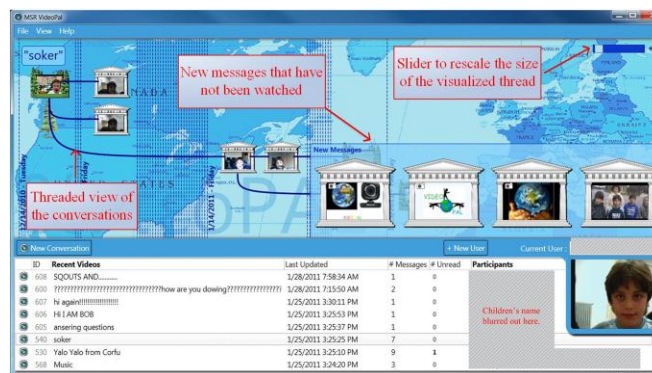 MSR VideoPal
File View Help
"soker"
New messages that have
not been watched
Slider to rescale the size
of the visualized thread
New Messages
Threaded view of
the conversations
New Conversation
+ New User
Current User :
ID Recent Videos Last Updated # Messages # Unread Participants
608 SQOUTS AND........... 1/28/2011 7:58:34 AM 1 0
600 ?????????????????????????????????how are you dowing????????????????? 1/28/2011 7:15:50 AM 2 0
607 hi again!!!!!!!!!!!!!!!!!!!! 1/25/2011 3:30:11 PM 1 0
606 Hi I AM BOB 1/25/2011 3:25:53 PM 1 0
605 ansering questions 1/25/2011 3:25:37 PM 1 0
540 soker 1/25/2011 3:25:25 PM 7 0
530 Yalo Yalo from Corfu 1/25/2011 3:25:10 PM 9 1
568 Music 1/25/2011 3:24:20 PM 3 0
Children's name
blurred out here.